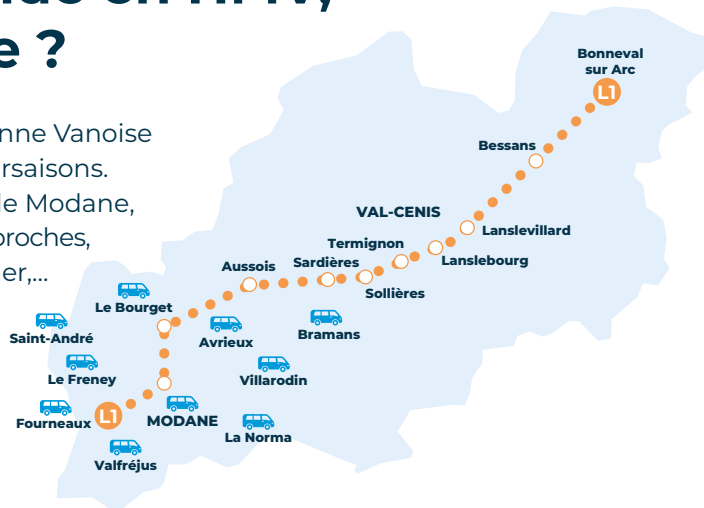 e ?
nne Vanoise
rsaisons.
le Modane,
proches,
er,...
Bonneval
sur Arc
L1
Bessans
VAL-CENIS
Lanslevillard
Termignon
Lanslebourg
Sardières
Aussois
Sollières
Le Bourget
Bramans
Avrieux
Saint-André
Le Freney
Villarodin
Fourneaux
L1
MODANE
La Norma
Valfréjus